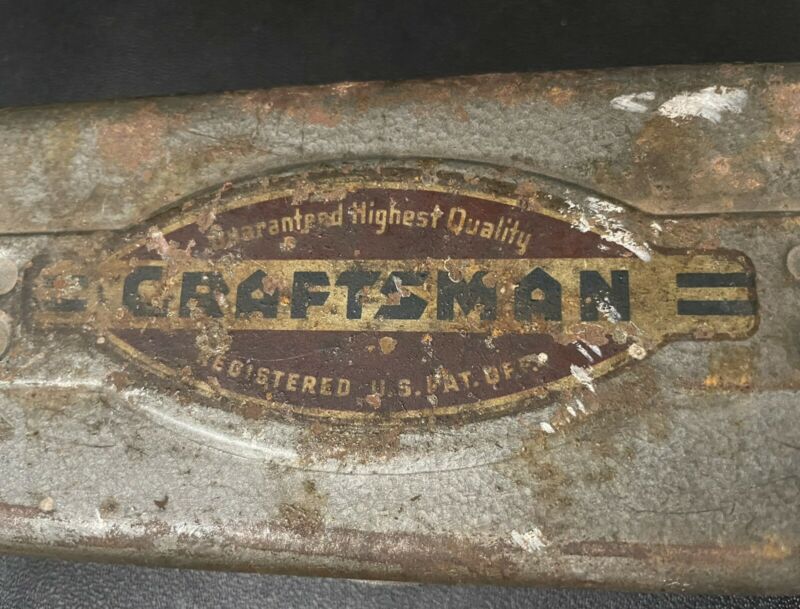 Guaranteed Highest Quality
CRAFTSMAN
REGISTERED U.S. PAT. OFF.